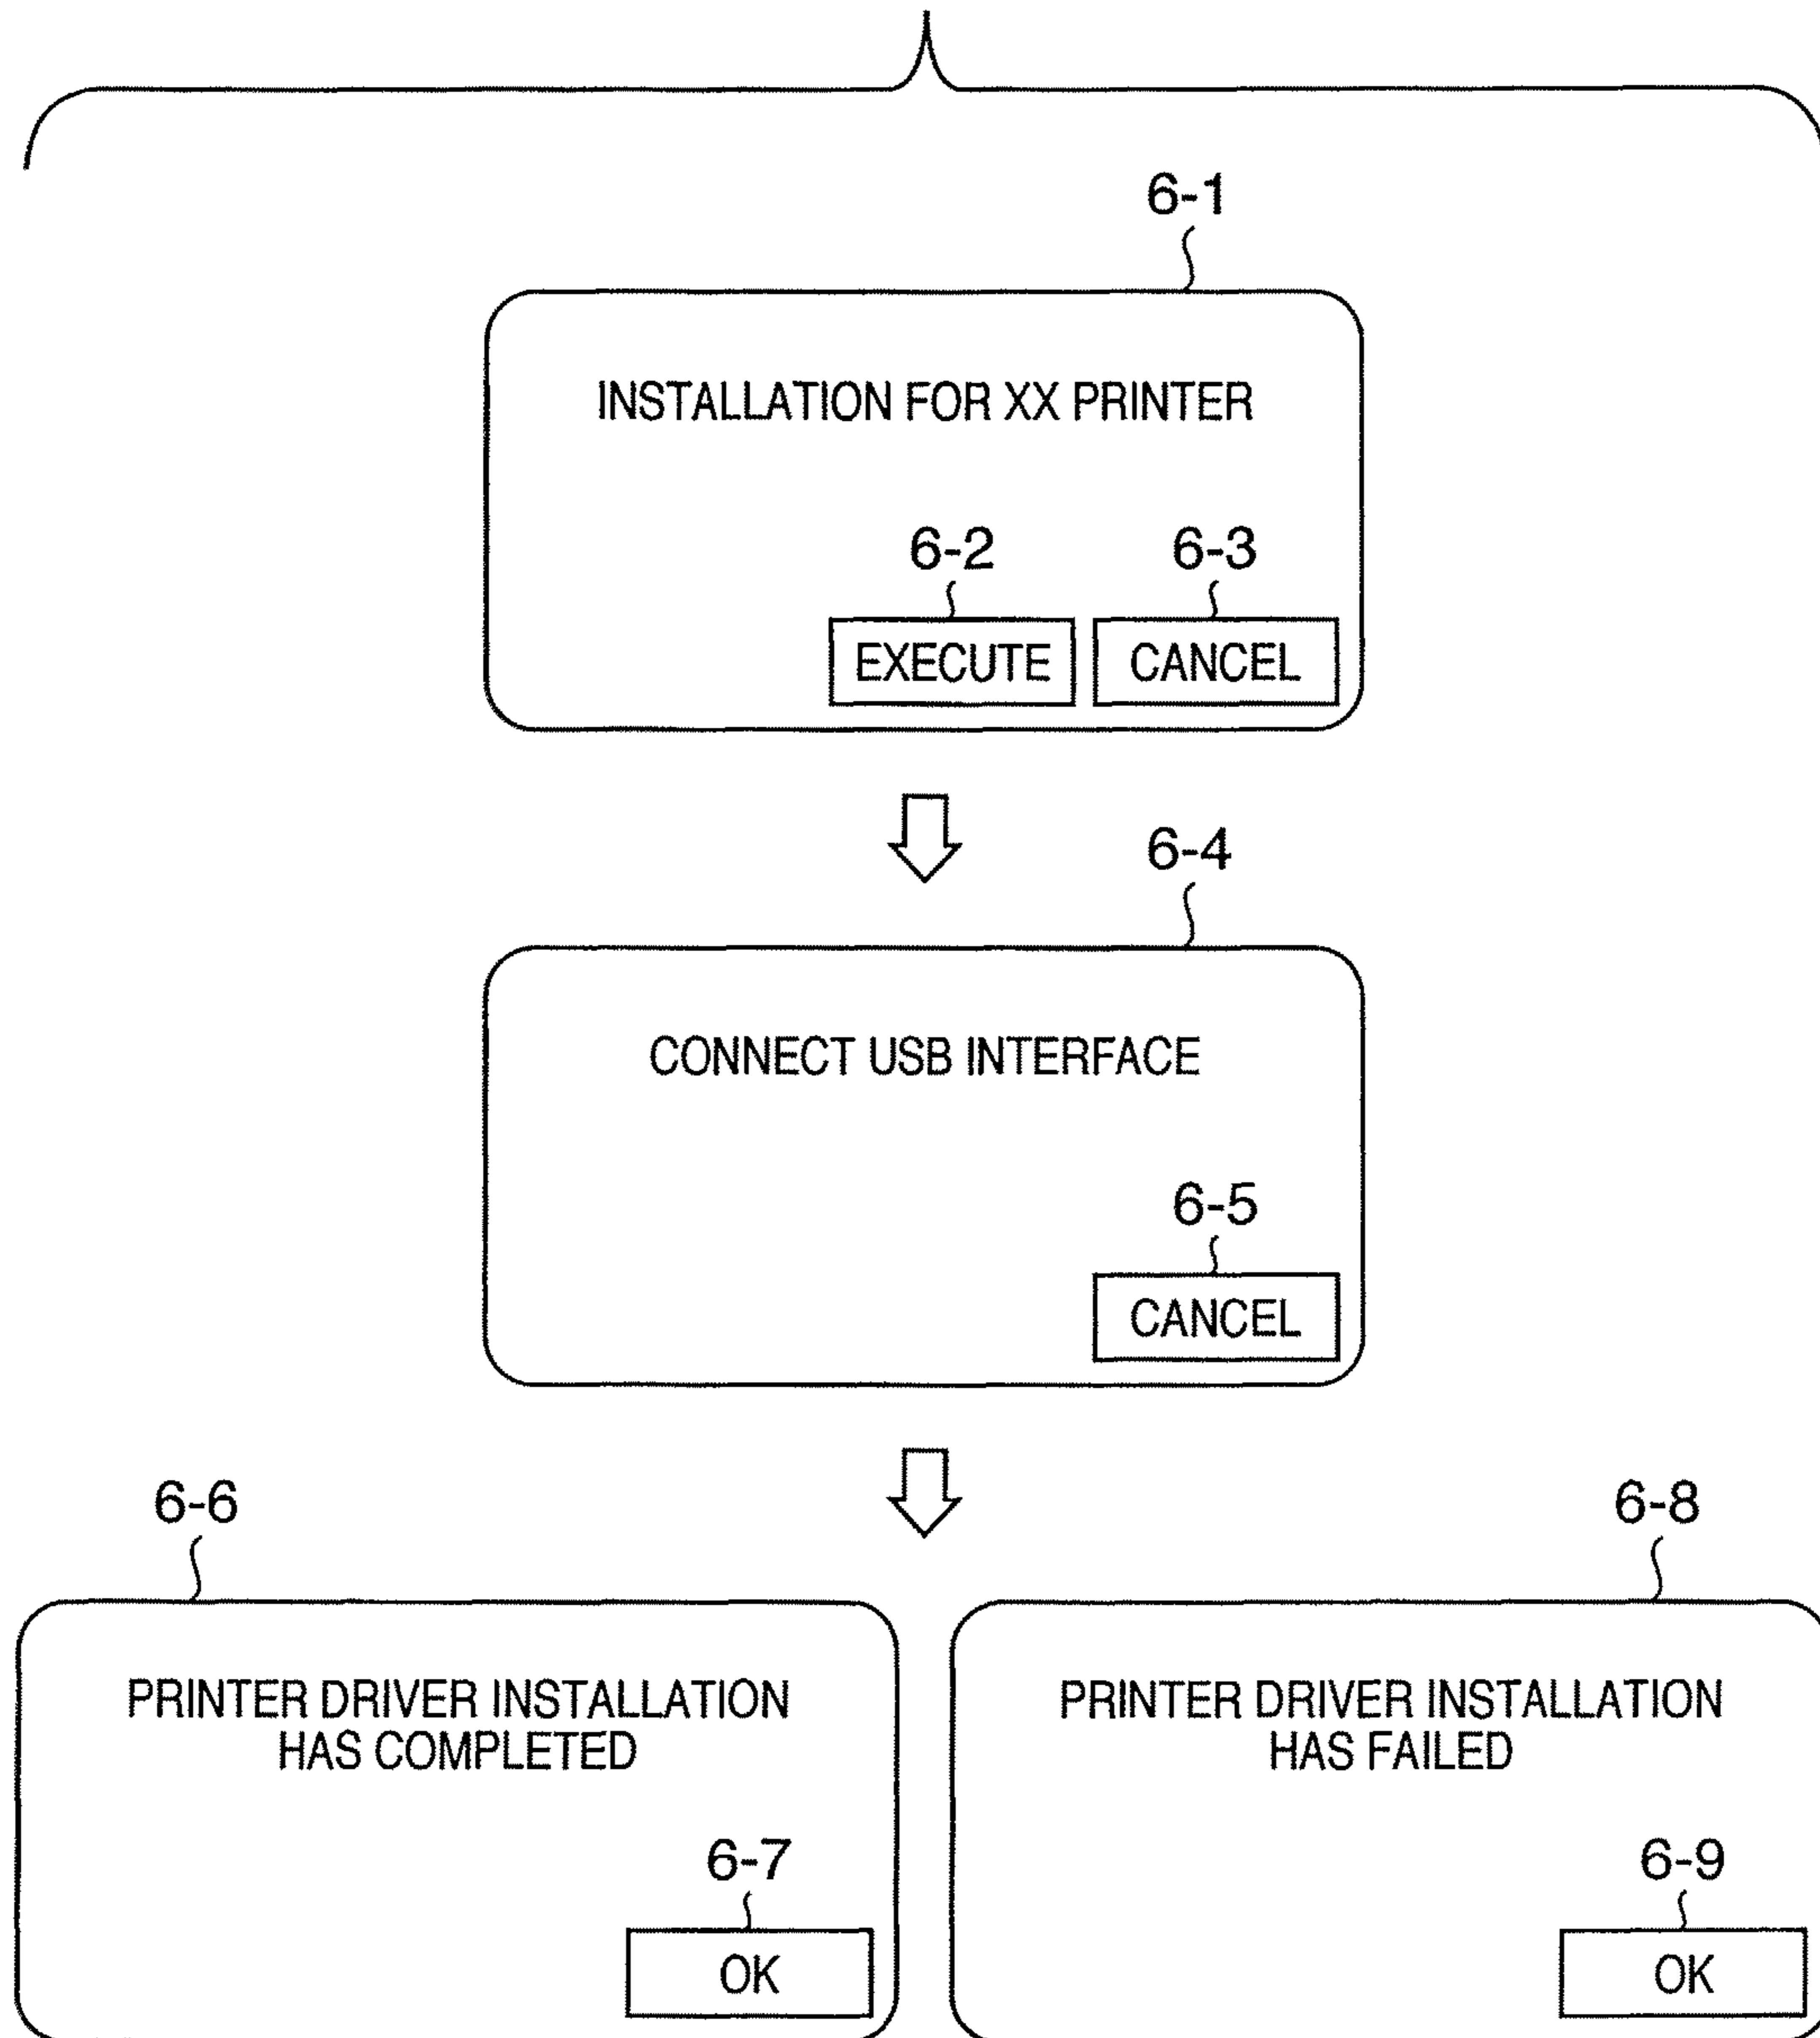 6-1
INSTALLATION FOR XX PRINTER
6-2 6-3
EXECUTE CANCEL
6-4
CONNECT USB INTERFACE
6-5
CANCEL
6-6
PRINTER DRIVER INSTALLATION
HAS COMPLETED
6-7
OK
6-8
PRINTER DRIVER INSTALLATION
HAS FAILED
6-9
OK